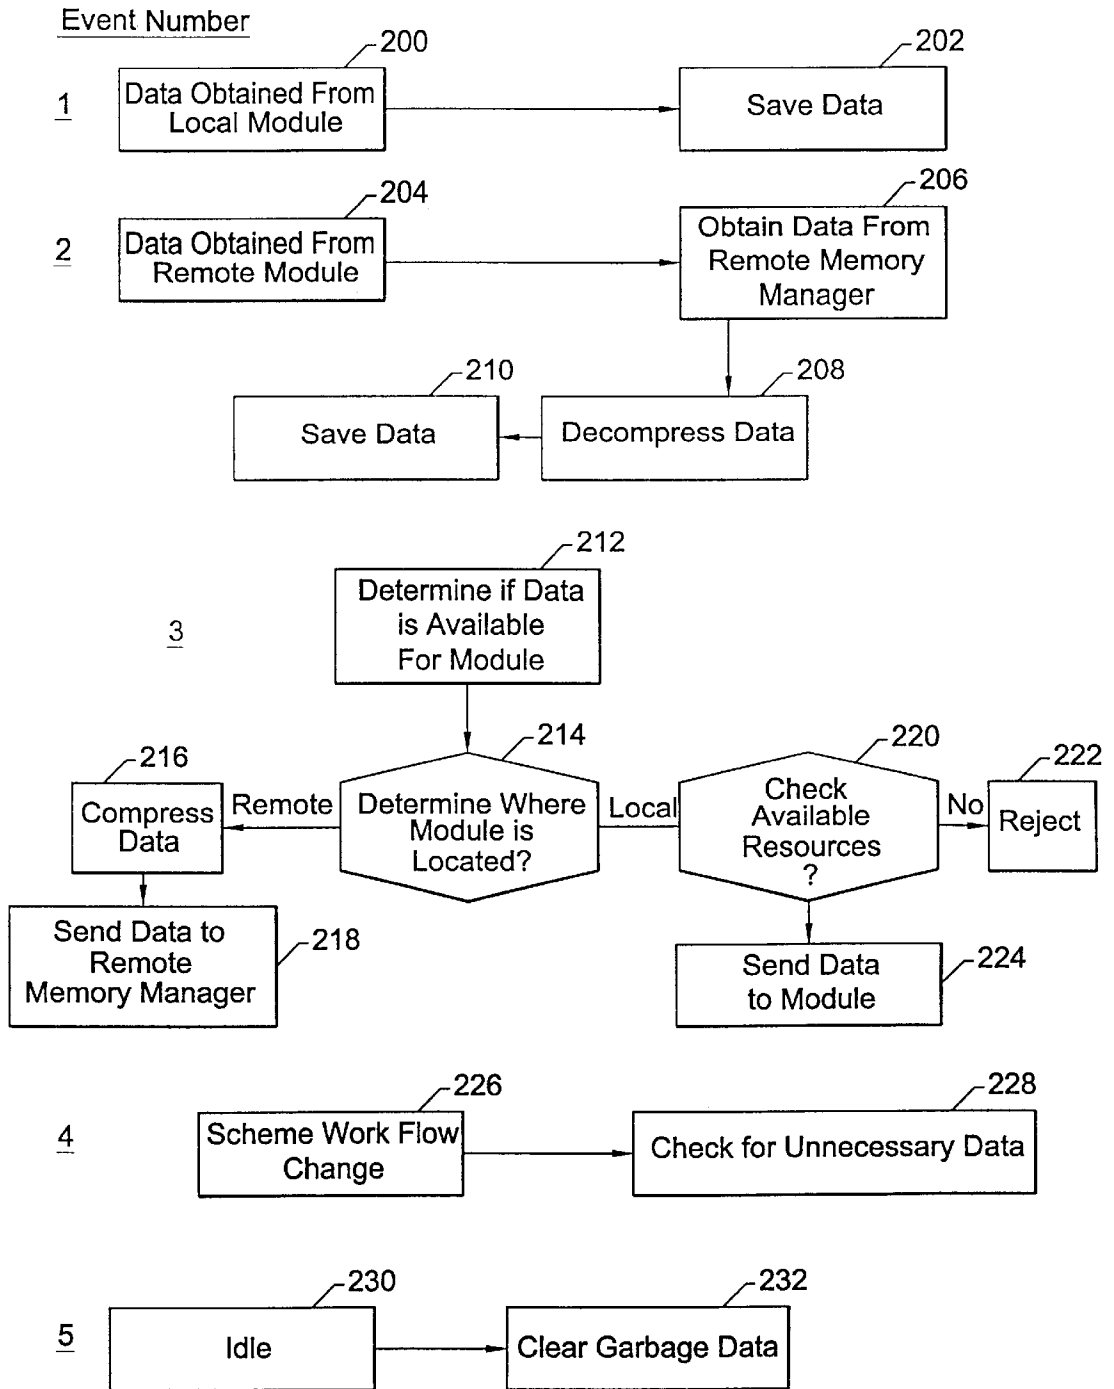 Event Number
200
202
1
Data Obtained From
Local Module
Save Data
204
206
2
Data Obtained From
Remote Module
Obtain Data From
Remote Memory
Manager
210
208
Save Data
Decompress Data
212
3
Determine if Data
is Available
For Module
214
220
216
222
Compress
Data
Remote
Determine Where
Module is
Located?
Local
Check
Available
Resources
?
No
Reject
Send Data to
Remote
Memory Manager
218
Send Data
to Module
224
226
228
4
Scheme Work Flow
Change
Check for Unnecessary Data
230
232
5
Idle
Clear Garbage Data